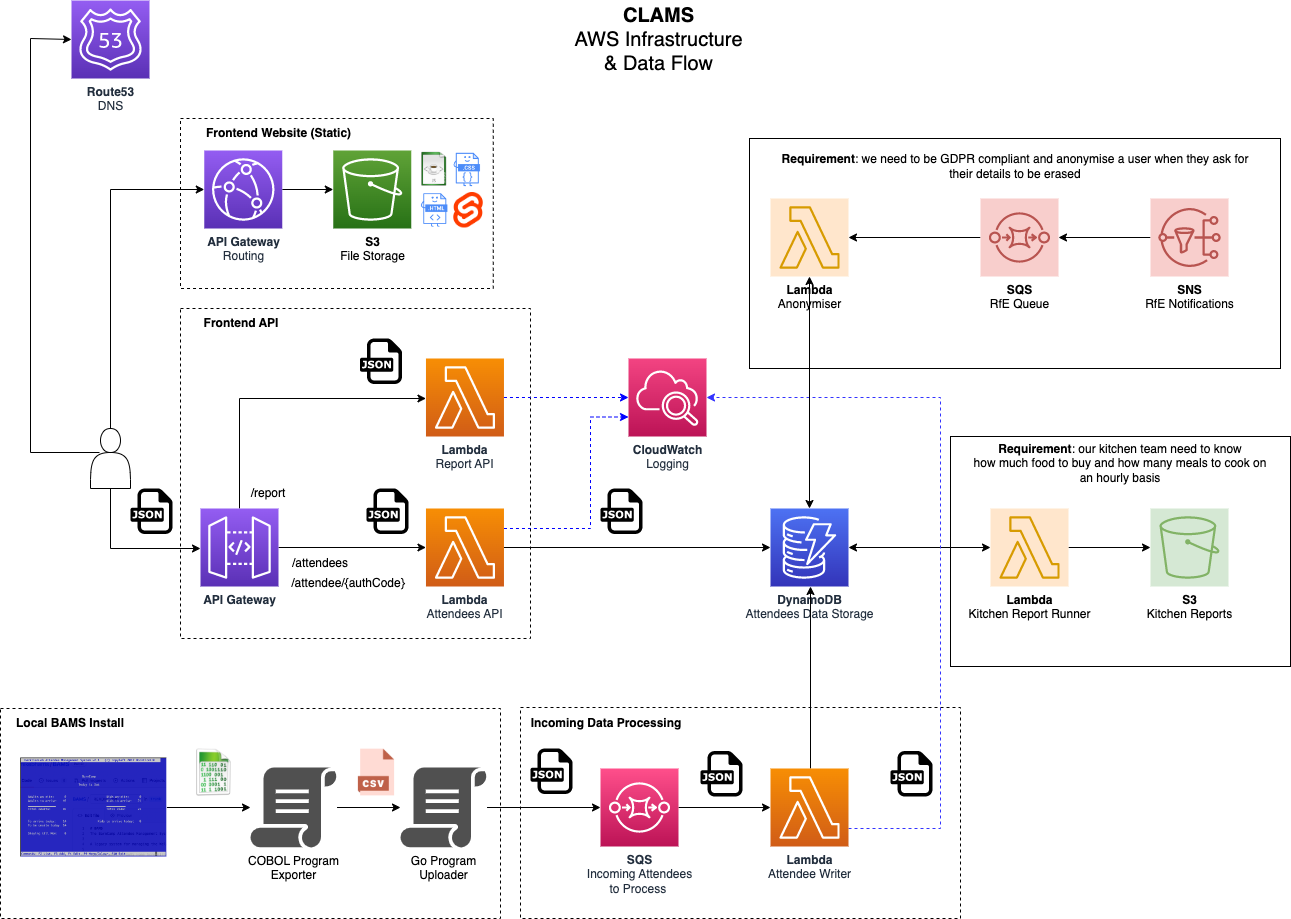 CLAMS
AWS Infrastructure
& Data Flow
53
Route53
DNS
Frontend Website (Static)
CSS
HTML
API Gateway
Routing
S3
File Storage
Requirement: we need to be GDPR compliant and anonymise a user when they ask for
their details to be erased
Lambda
Anonymiser
SQS
RfE Queue
SNS
RfE Notifications
Frontend API
JSON
Lambda
Report API
CloudWatch
Logging
Requirement: our kitchen team need to know
how much food to buy and how many meals to cook on
an hourly basis
/report
JSON
JSON
JSON
/attendees
/attendee/{authCode}
API Gateway
Lambda
Attendees API
DynamoDB
Attendees Data Storage
Lambda
Kitchen Report Runner
S3
Kitchen Reports
Local BAMS Install
CSV
COBOL Program
Exporter
Go Program
Uploader
Incoming Data Processing
JSON
JSON
JSON
SQS
Incoming Attendees
to Process
Lambda
Attendee Writer